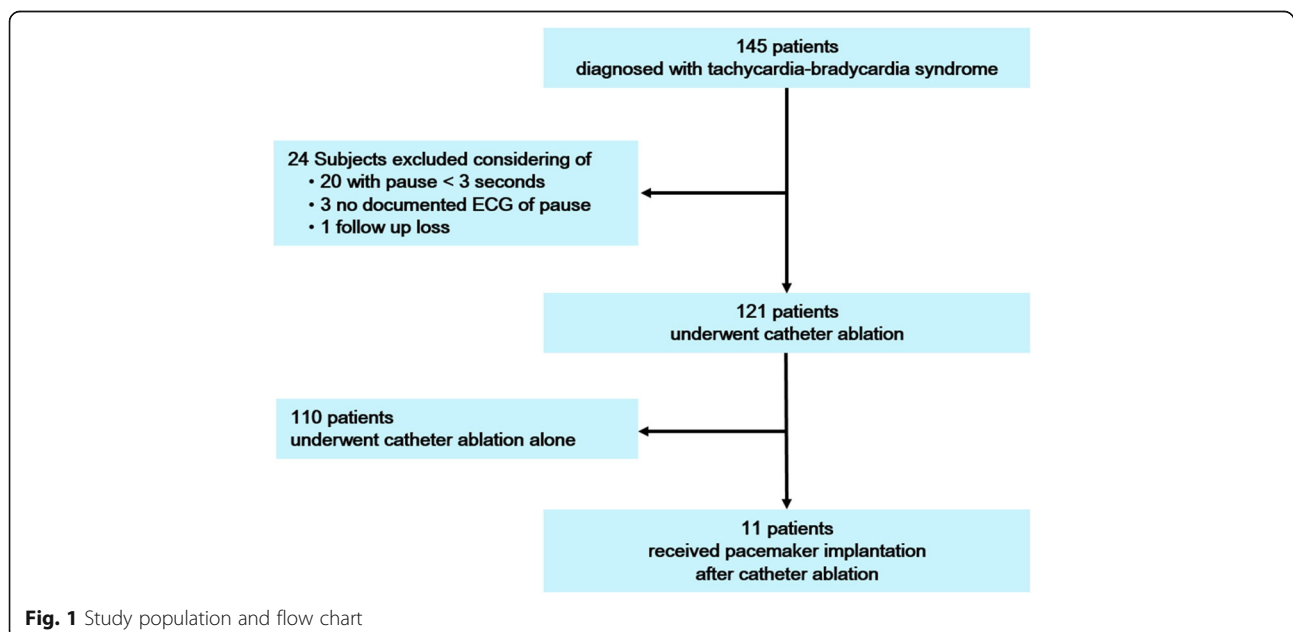 145 patients
diagnosed with tachycardia-bradycardia syndrome
24 Subjects excluded considering of
• 20 with pause < 3 seconds
• 3 no documented ECG of pause
• 1 follow up loss
121 patients
underwent catheter ablation
110 patients
underwent catheter ablation alone
11 patients
received pacemaker implantation
after catheter ablation
Fig. 1 Study population and flow chart